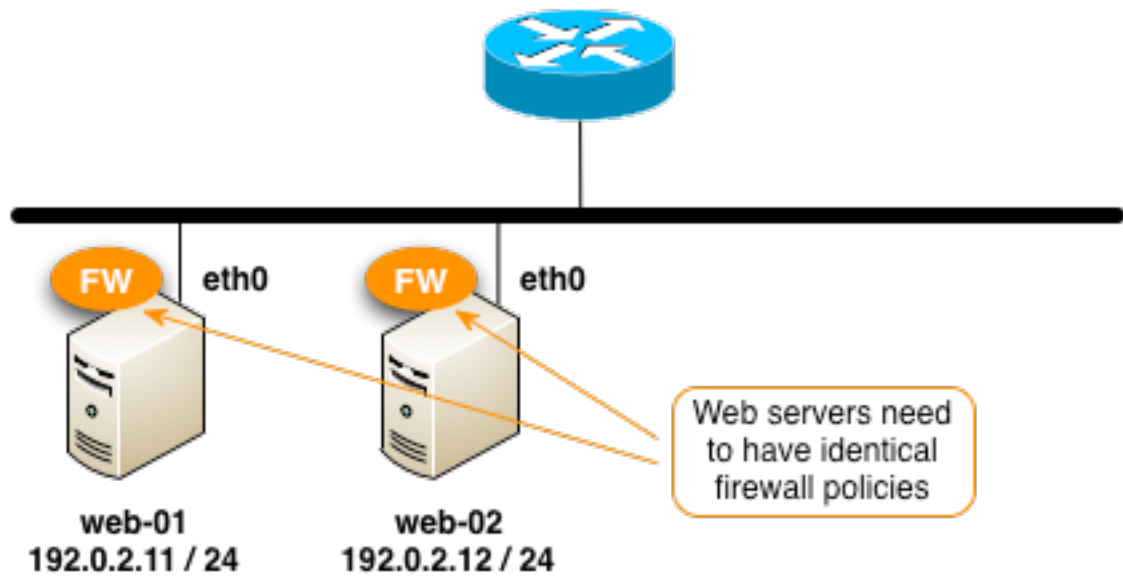 FW
eth0
FW
eth0
Web servers need
to have identical
firewall policies
web-01
192.0.2.11 / 24
web-02
192.0.2.12 / 24